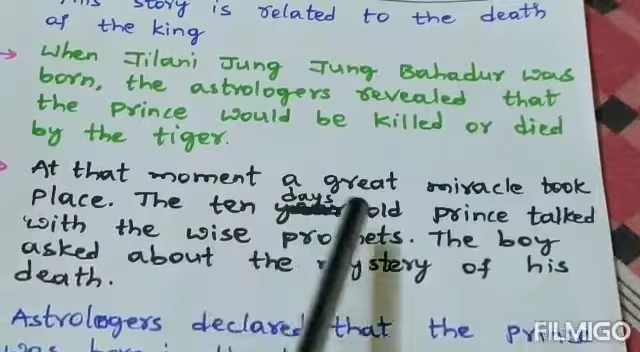 story is related to the death
of the king
→ When Jilani Jung Jung Bahadur was
born, the astrologers revealed that
the prince would be killed or died
by the tiger.
At that moment a great miracle took
place. The ten days old prince talked
with the wise prophets. The boy
asked about the mystery of his
death.
Astrologers declared that the
FILMIGO